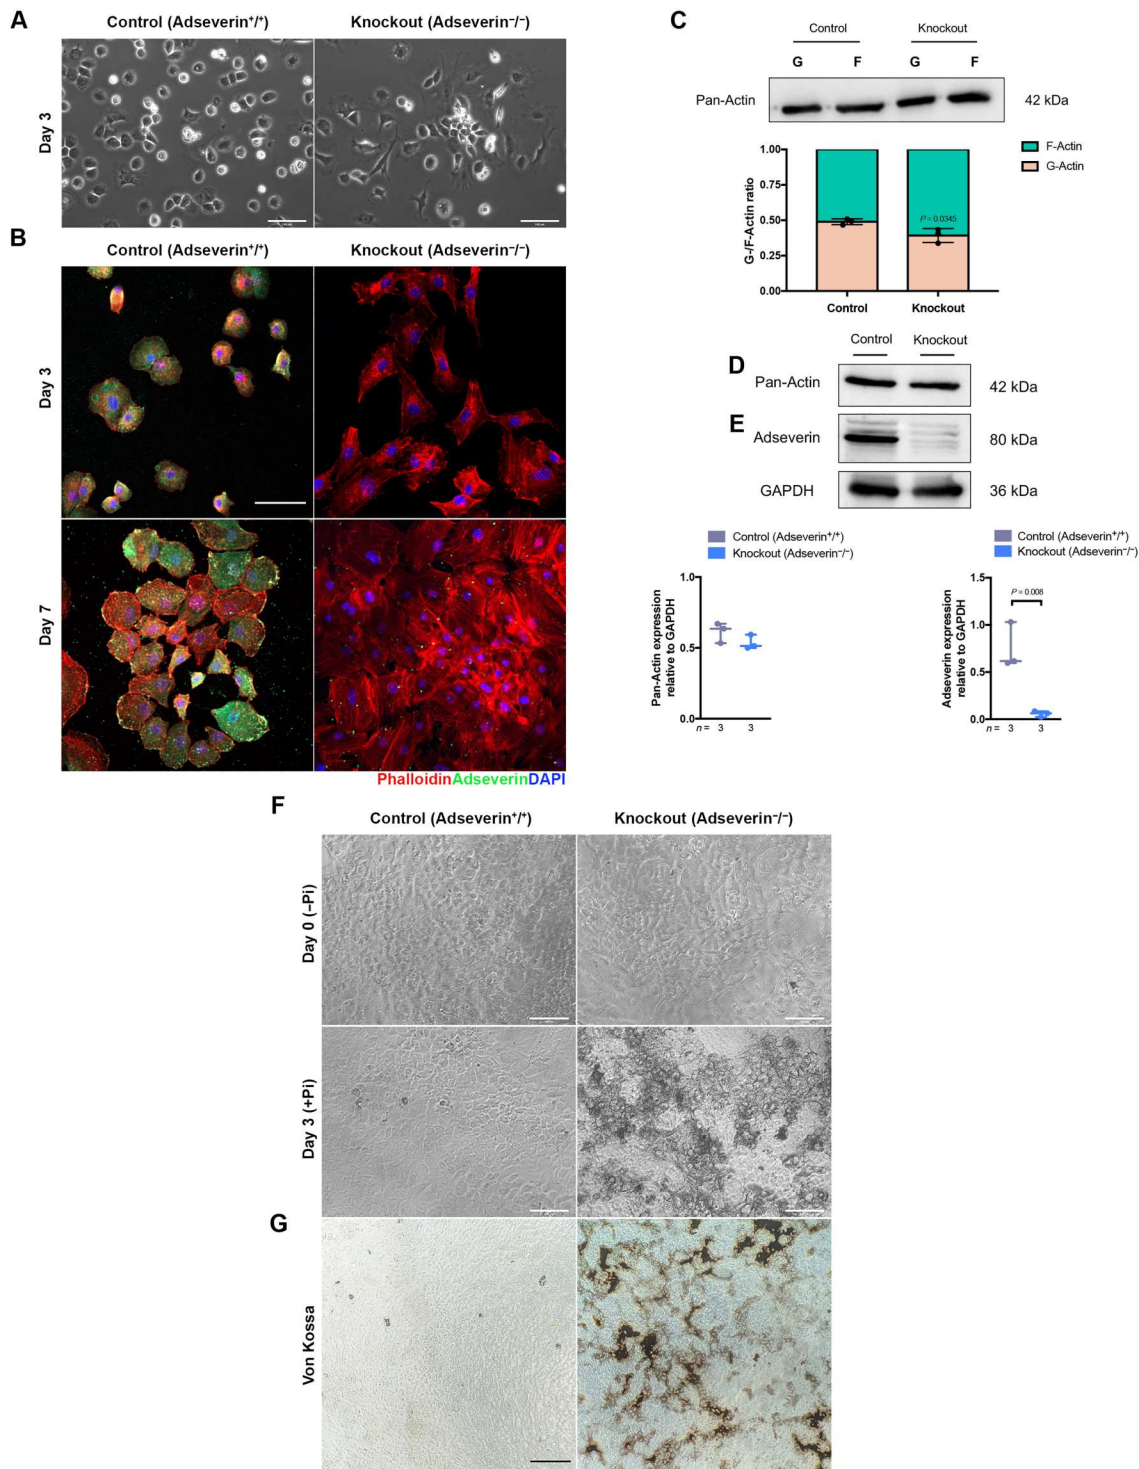 A
Control (Adseverin⁺/⁺)
Knockout (Adseverin⁻/⁻)
Day 3
B
Control (Adseverin⁺/⁺)
Knockout (Adseverin⁻/⁻)
Day 3
Day 7
PhalloidinAdseverinDAPI
C
Control
Knockout
G
F
G
F
Pan-Actin
42 kDa
F-Actin
G-Actin
1.00
0.75
0.50
0.25
0.00
G-/F-Actin ratio
P = 0.0345
Control
Knockout
Control
Knockout
D
Pan-Actin
42 kDa
E
Adseverin
80 kDa
GAPDH
36 kDa
Control (Adseverin⁺/⁺)
Knockout (Adseverin⁻/⁻)
1.0
0.5
0.0
Pan-Actin expression
relative to GAPDH
n = 3 3
Control (Adseverin⁺/⁺)
Knockout (Adseverin⁻/⁻)
1.5
1.0
0.5
0.0
Adseverin expression
relative to GAPDH
P = 0.008
n = 3 3
F
Control (Adseverin⁺/⁺)
Knockout (Adseverin⁻/⁻)
Day 0 (–Pi)
Day 3 (+Pi)
G
Von Kossa